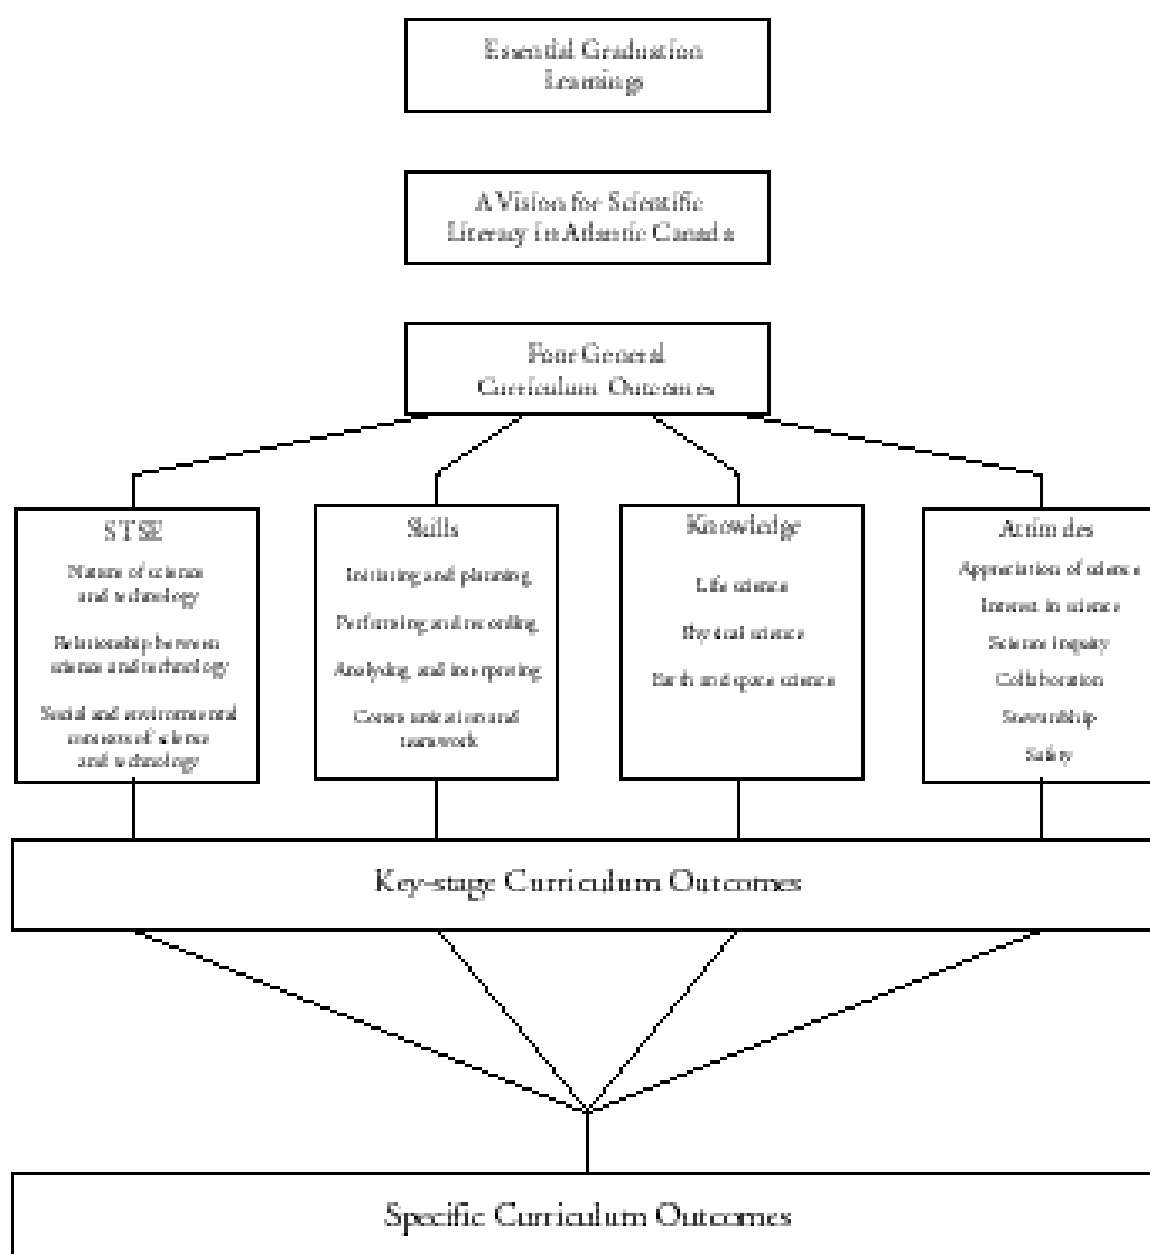 Essential Graduation
Learnings
A Vision for Scientific
Literacy in Atlantic Canada
Four General
Curriculum Outcomes
STSE
Nature of science
and technology
Relationship between
science and technology
Social and environmental
contexts of science
and technology
Skills
Initiating and planning
Performing and recording
Analysing and interpreting
Communication and
teamwork
Knowledge
Life science
Physical science
Earth and space science
Attitudes
Appreciation of science
Interest in science
Science inquiry
Collaboration
Stewardship
Safety
Key-stage Curriculum Outcomes
Specific Curriculum Outcomes